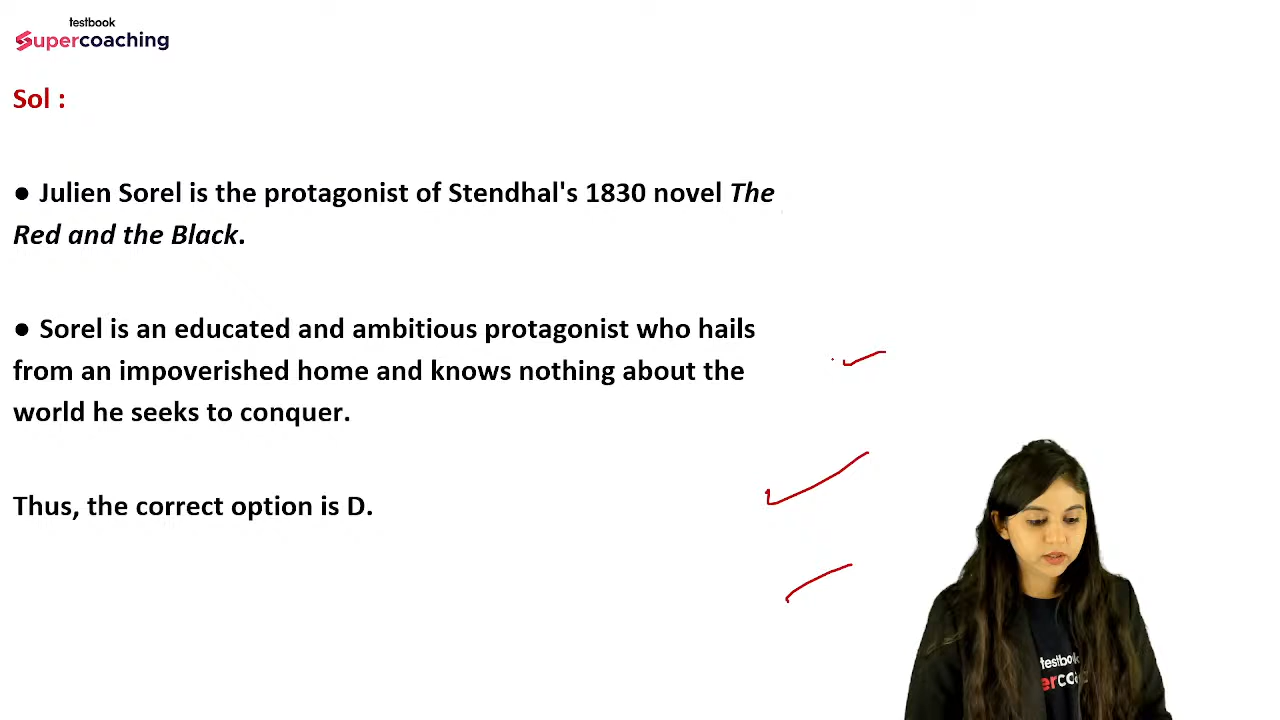 testbook
Supercoaching
Sol :
● Julien Sorel is the protagonist of Stendhal's 1830 novel The
Red and the Black.
● Sorel is an educated and ambitious protagonist who hails
from an impoverished home and knows nothing about the
world he seeks to conquer.
Thus, the correct option is D.
testbook